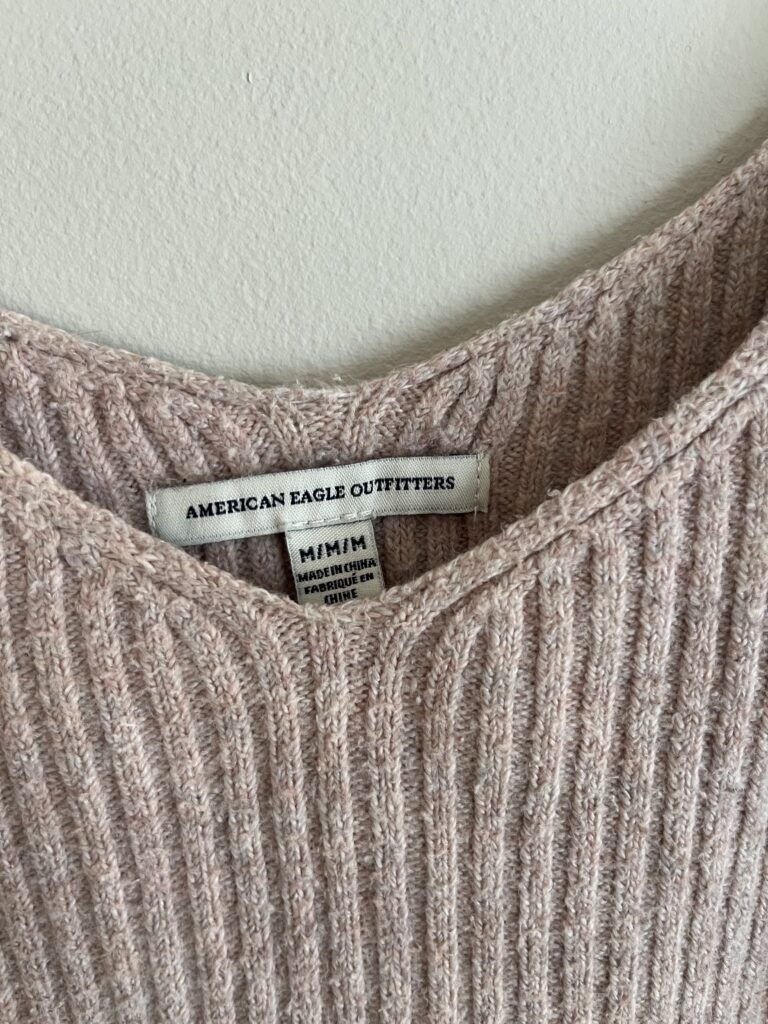 AMERICAN EAGLE OUTFITTERS
M/M/M
MADE IN CHINA
FABRIQUÉ EN
CHINE